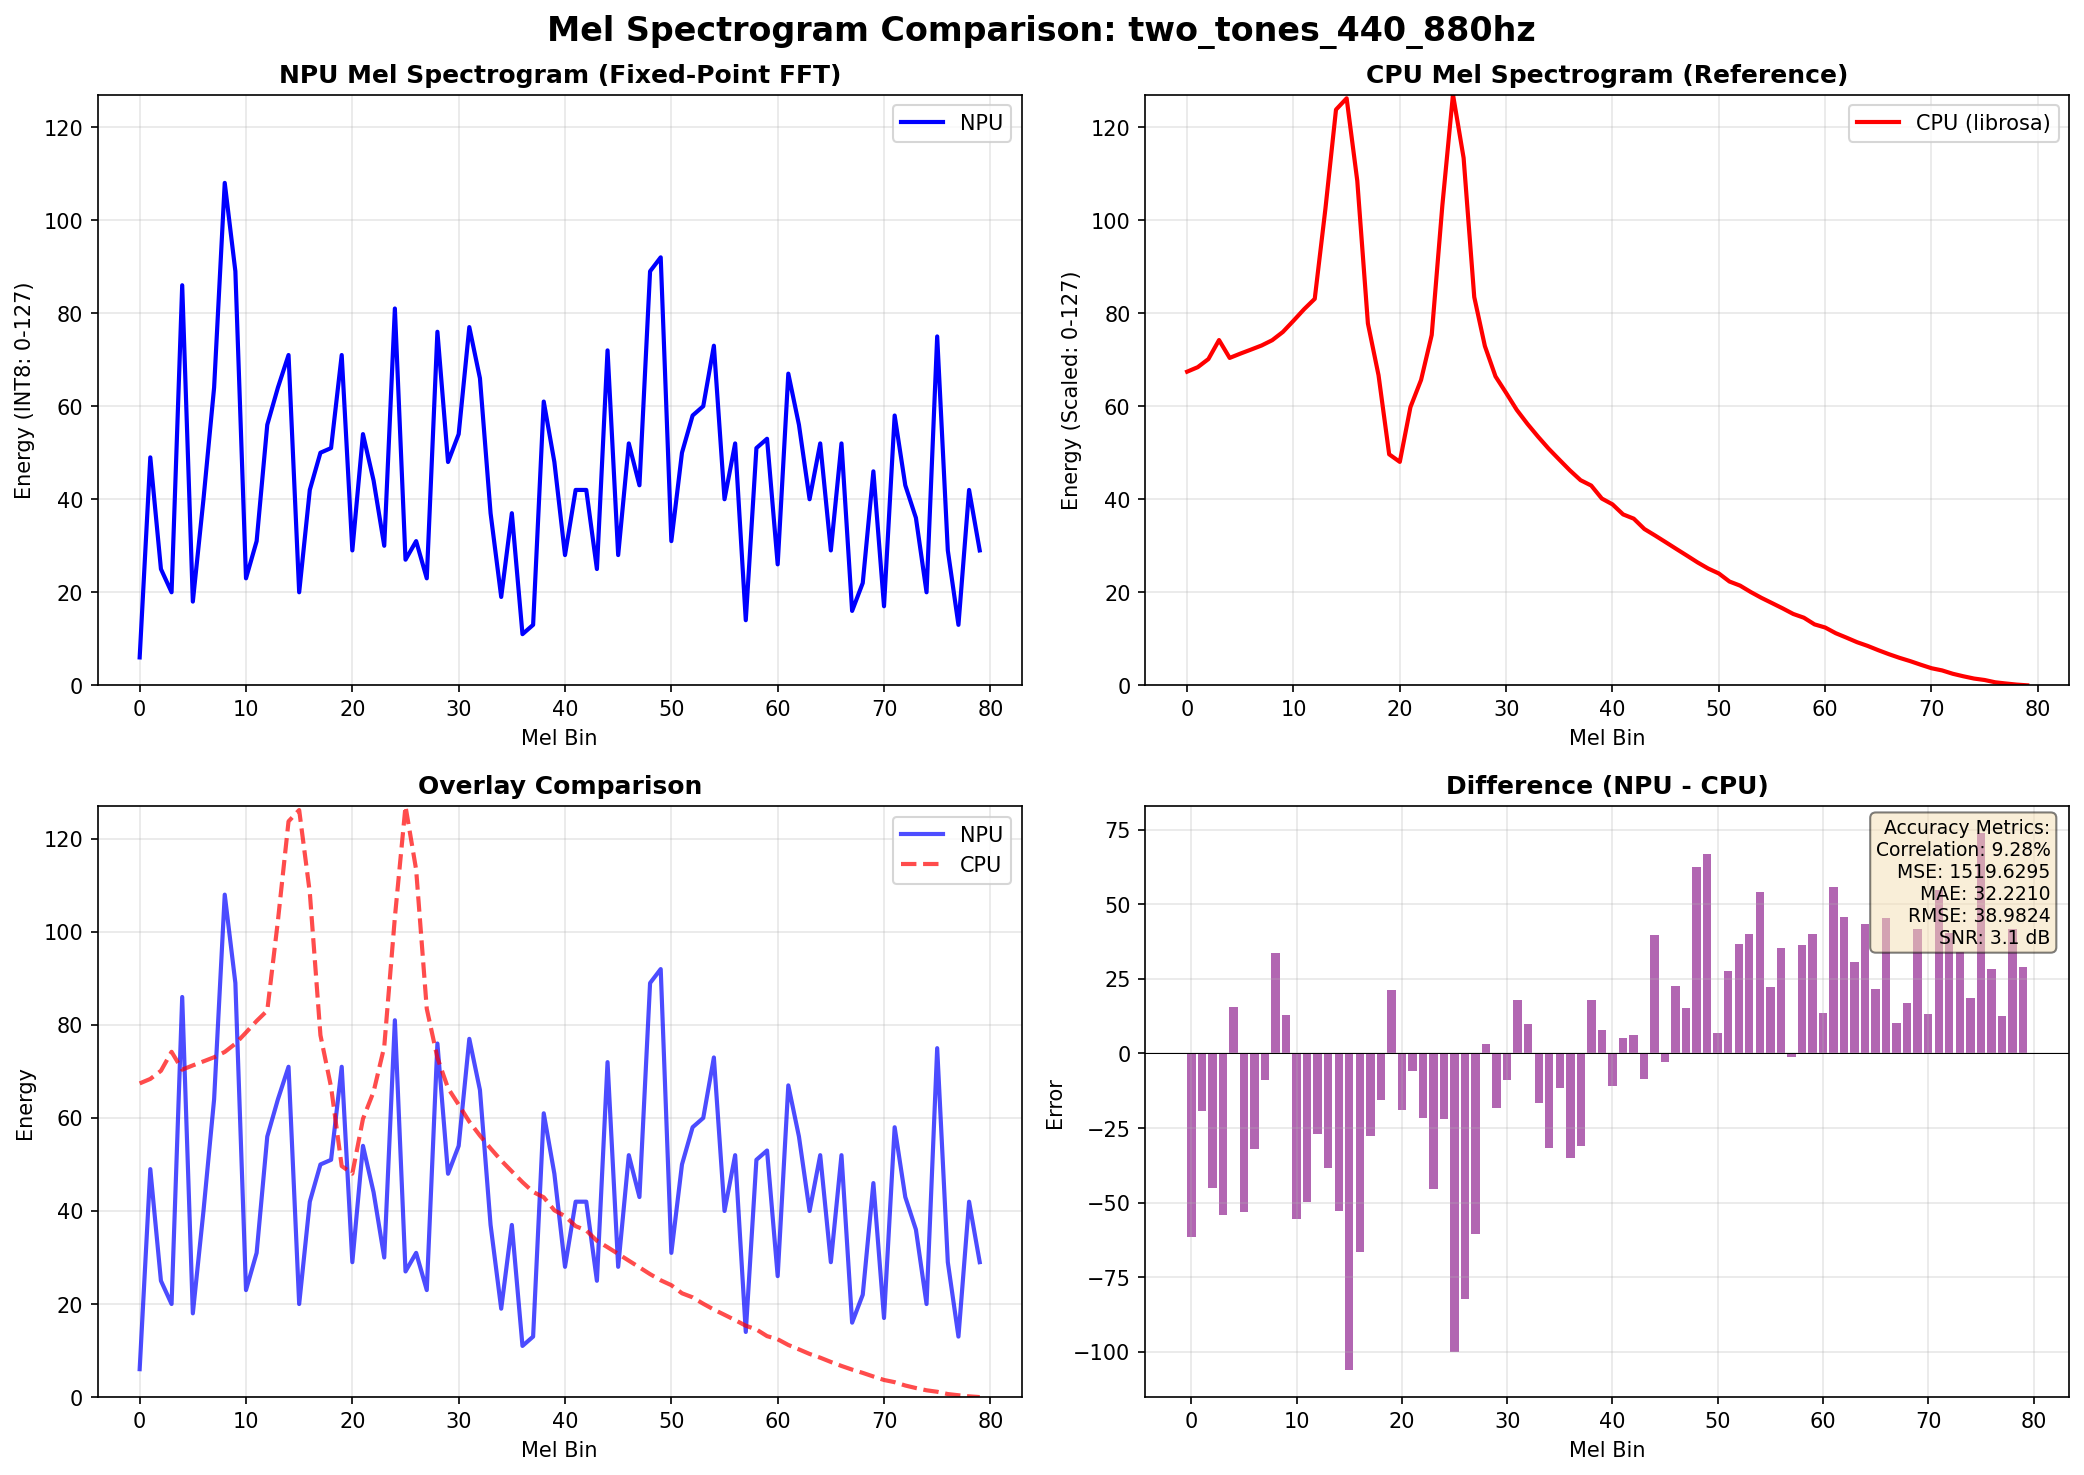 Mel Spectrogram Comparison: two_tones_440_880hz
NPU Mel Spectrogram (Fixed-Point FFT)
NPU
Energy (INT8: 0-127)
120
100
80
60
40
20
0
0 10 20 30 40 50 60 70 80
Mel Bin
CPU Mel Spectrogram (Reference)
CPU (librosa)
Energy (Scaled: 0-127)
120
100
80
60
40
20
0
0 10 20 30 40 50 60 70 80
Mel Bin
Overlay Comparison
NPU
CPU
Energy
120
100
80
60
40
20
0
0 10 20 30 40 50 60 70 80
Mel Bin
Difference (NPU - CPU)
Accuracy Metrics:
Correlation: 9.28%
MSE: 1519.6295
MAE: 32.2210
RMSE: 38.9824
SNR: 3.1 dB
Error
75
50
25
0
−25
−50
−75
−100
0 10 20 30 40 50 60 70 80
Mel Bin